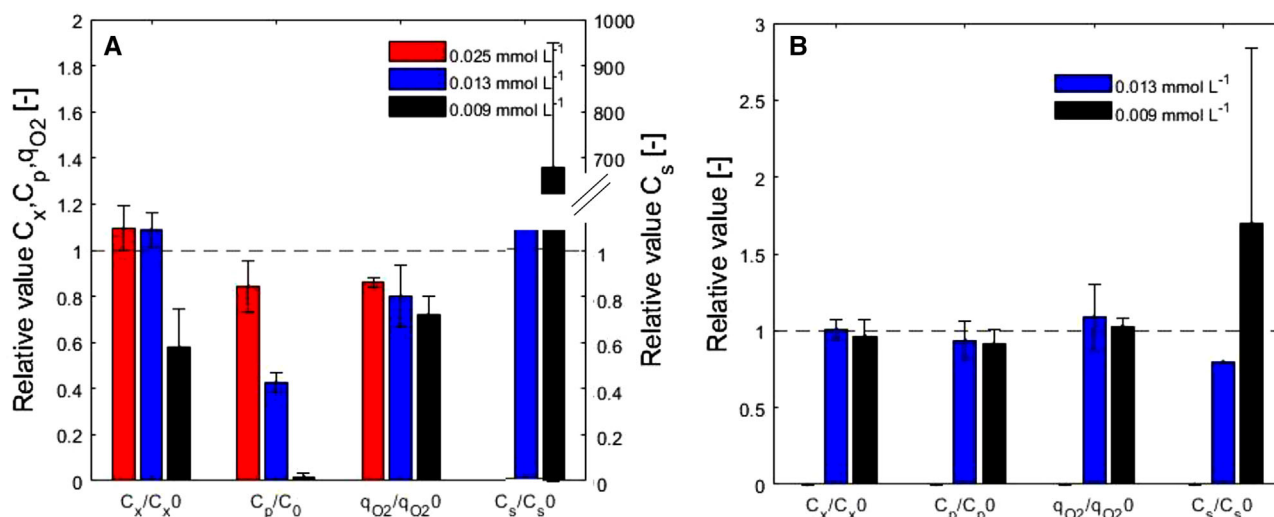 A
Relative value Cx,Cp,qO2 [-]
2
1.8
1.6
1.4
1.2
1
0.8
0.6
0.4
0.2
0
0.025 mmol L-1
0.013 mmol L-1
0.009 mmol L-1
1000
900
800
700
1
0.8
0.6
0.4
0.2
0
Relative value Cs [-]
Cx/Cx0
Cp/C0
qO2/qO20
Cs/Cs0
B
Relative value [-]
3
2.5
2
1.5
1
0.5
0
0.013 mmol L-1
0.009 mmol L-1
Cx/Cx0
Cp/Cp0
qO2/qO20
Cs/Cs0